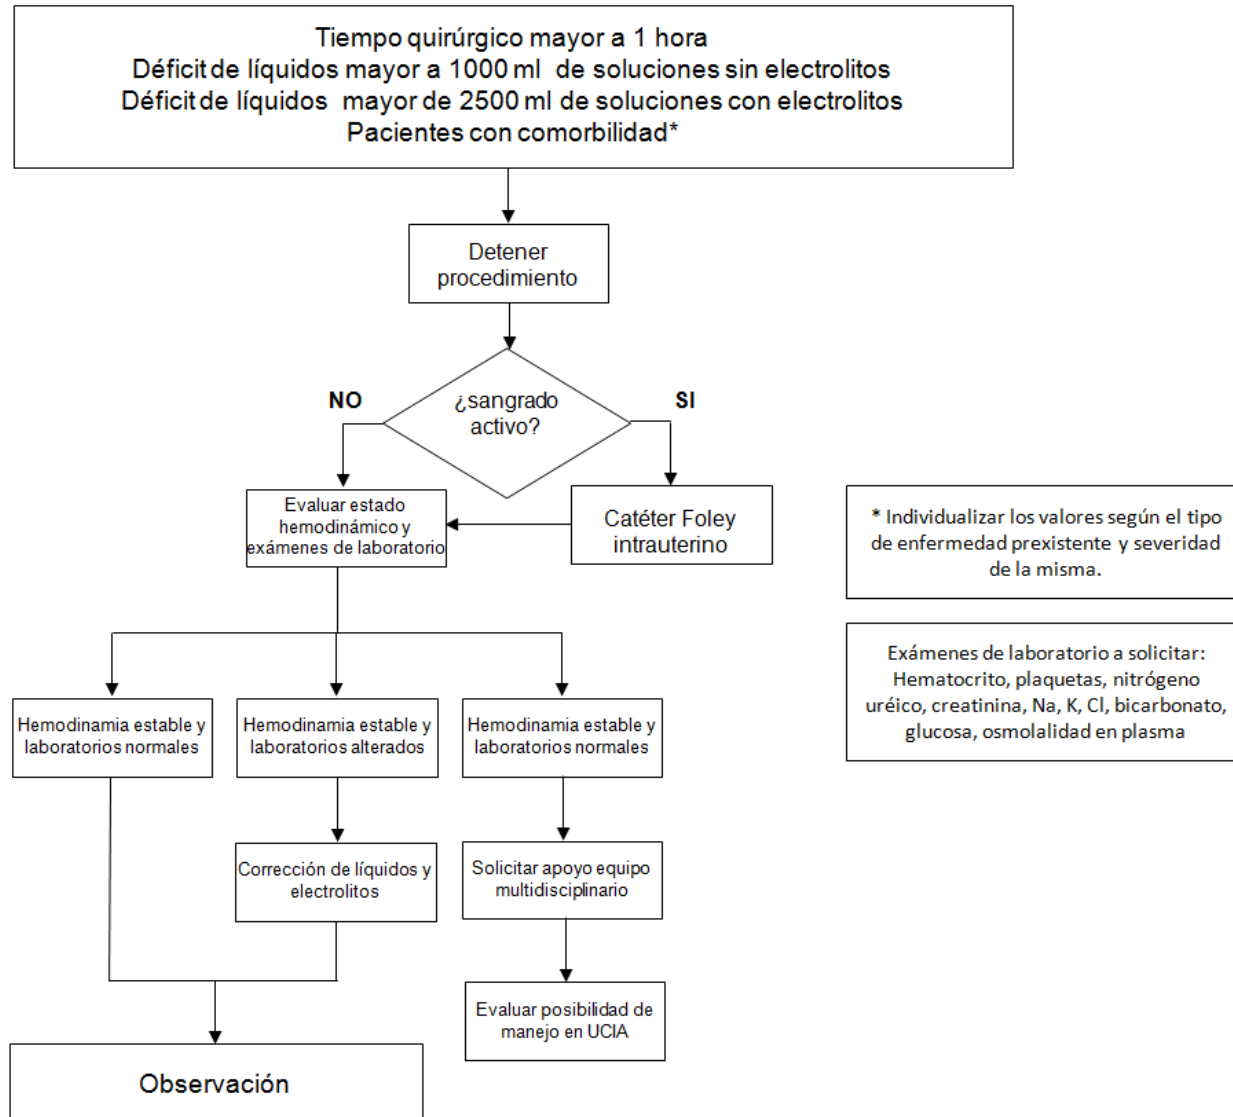 Tiempo quirúrgico mayor a 1 hora
Déficit de líquidos mayor a 1000 ml de soluciones sin electrolitos
Déficit de líquidos mayor de 2500 ml de soluciones con electrolitos
Pacientes con comorbilidad*
Detener
procedimiento
NO
¿sangrado
activo?
SI
Evaluar estado
hemodinámico y
exámenes de laboratorio
Catéter Foley
intrauterino
* Individualizar los valores según el tipo
de enfermedad prexistente y severidad
de la misma.
Exámenes de laboratorio a solicitar:
Hematocrito, plaquetas, nitrógeno
uréico, creatinina, Na, K, Cl, bicarbonato,
glucosa, osmolalidad en plasma
Hemodinamia estable y
laboratorios normales
Hemodinamia estable y
laboratorios alterados
Hemodinamia estable y
laboratorios normales
Corrección de líquidos y
electrolitos
Solicitar apoyo equipo
multidisciplinario
Evaluar posibilidad de
manejo en UCIA
Observación